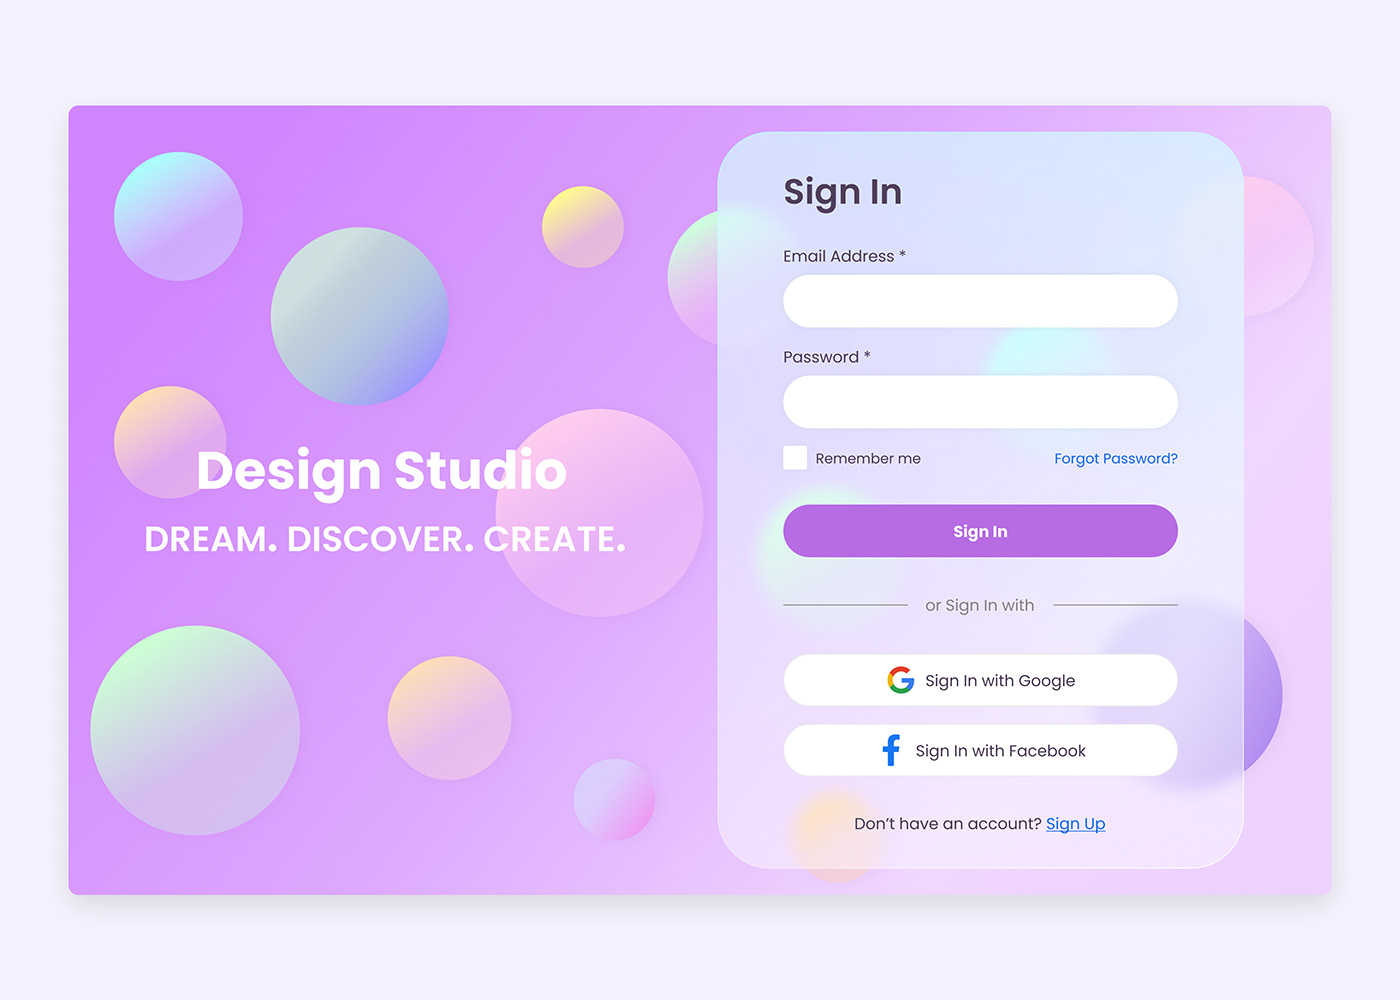 Design Studio
DREAM. DISCOVER. CREATE.
Sign In
Email Address *
Password *
Remember me
Forgot Password?
Sign In
or Sign In with
Sign In with Google
Sign In with Facebook
Don’t have an account? Sign Up